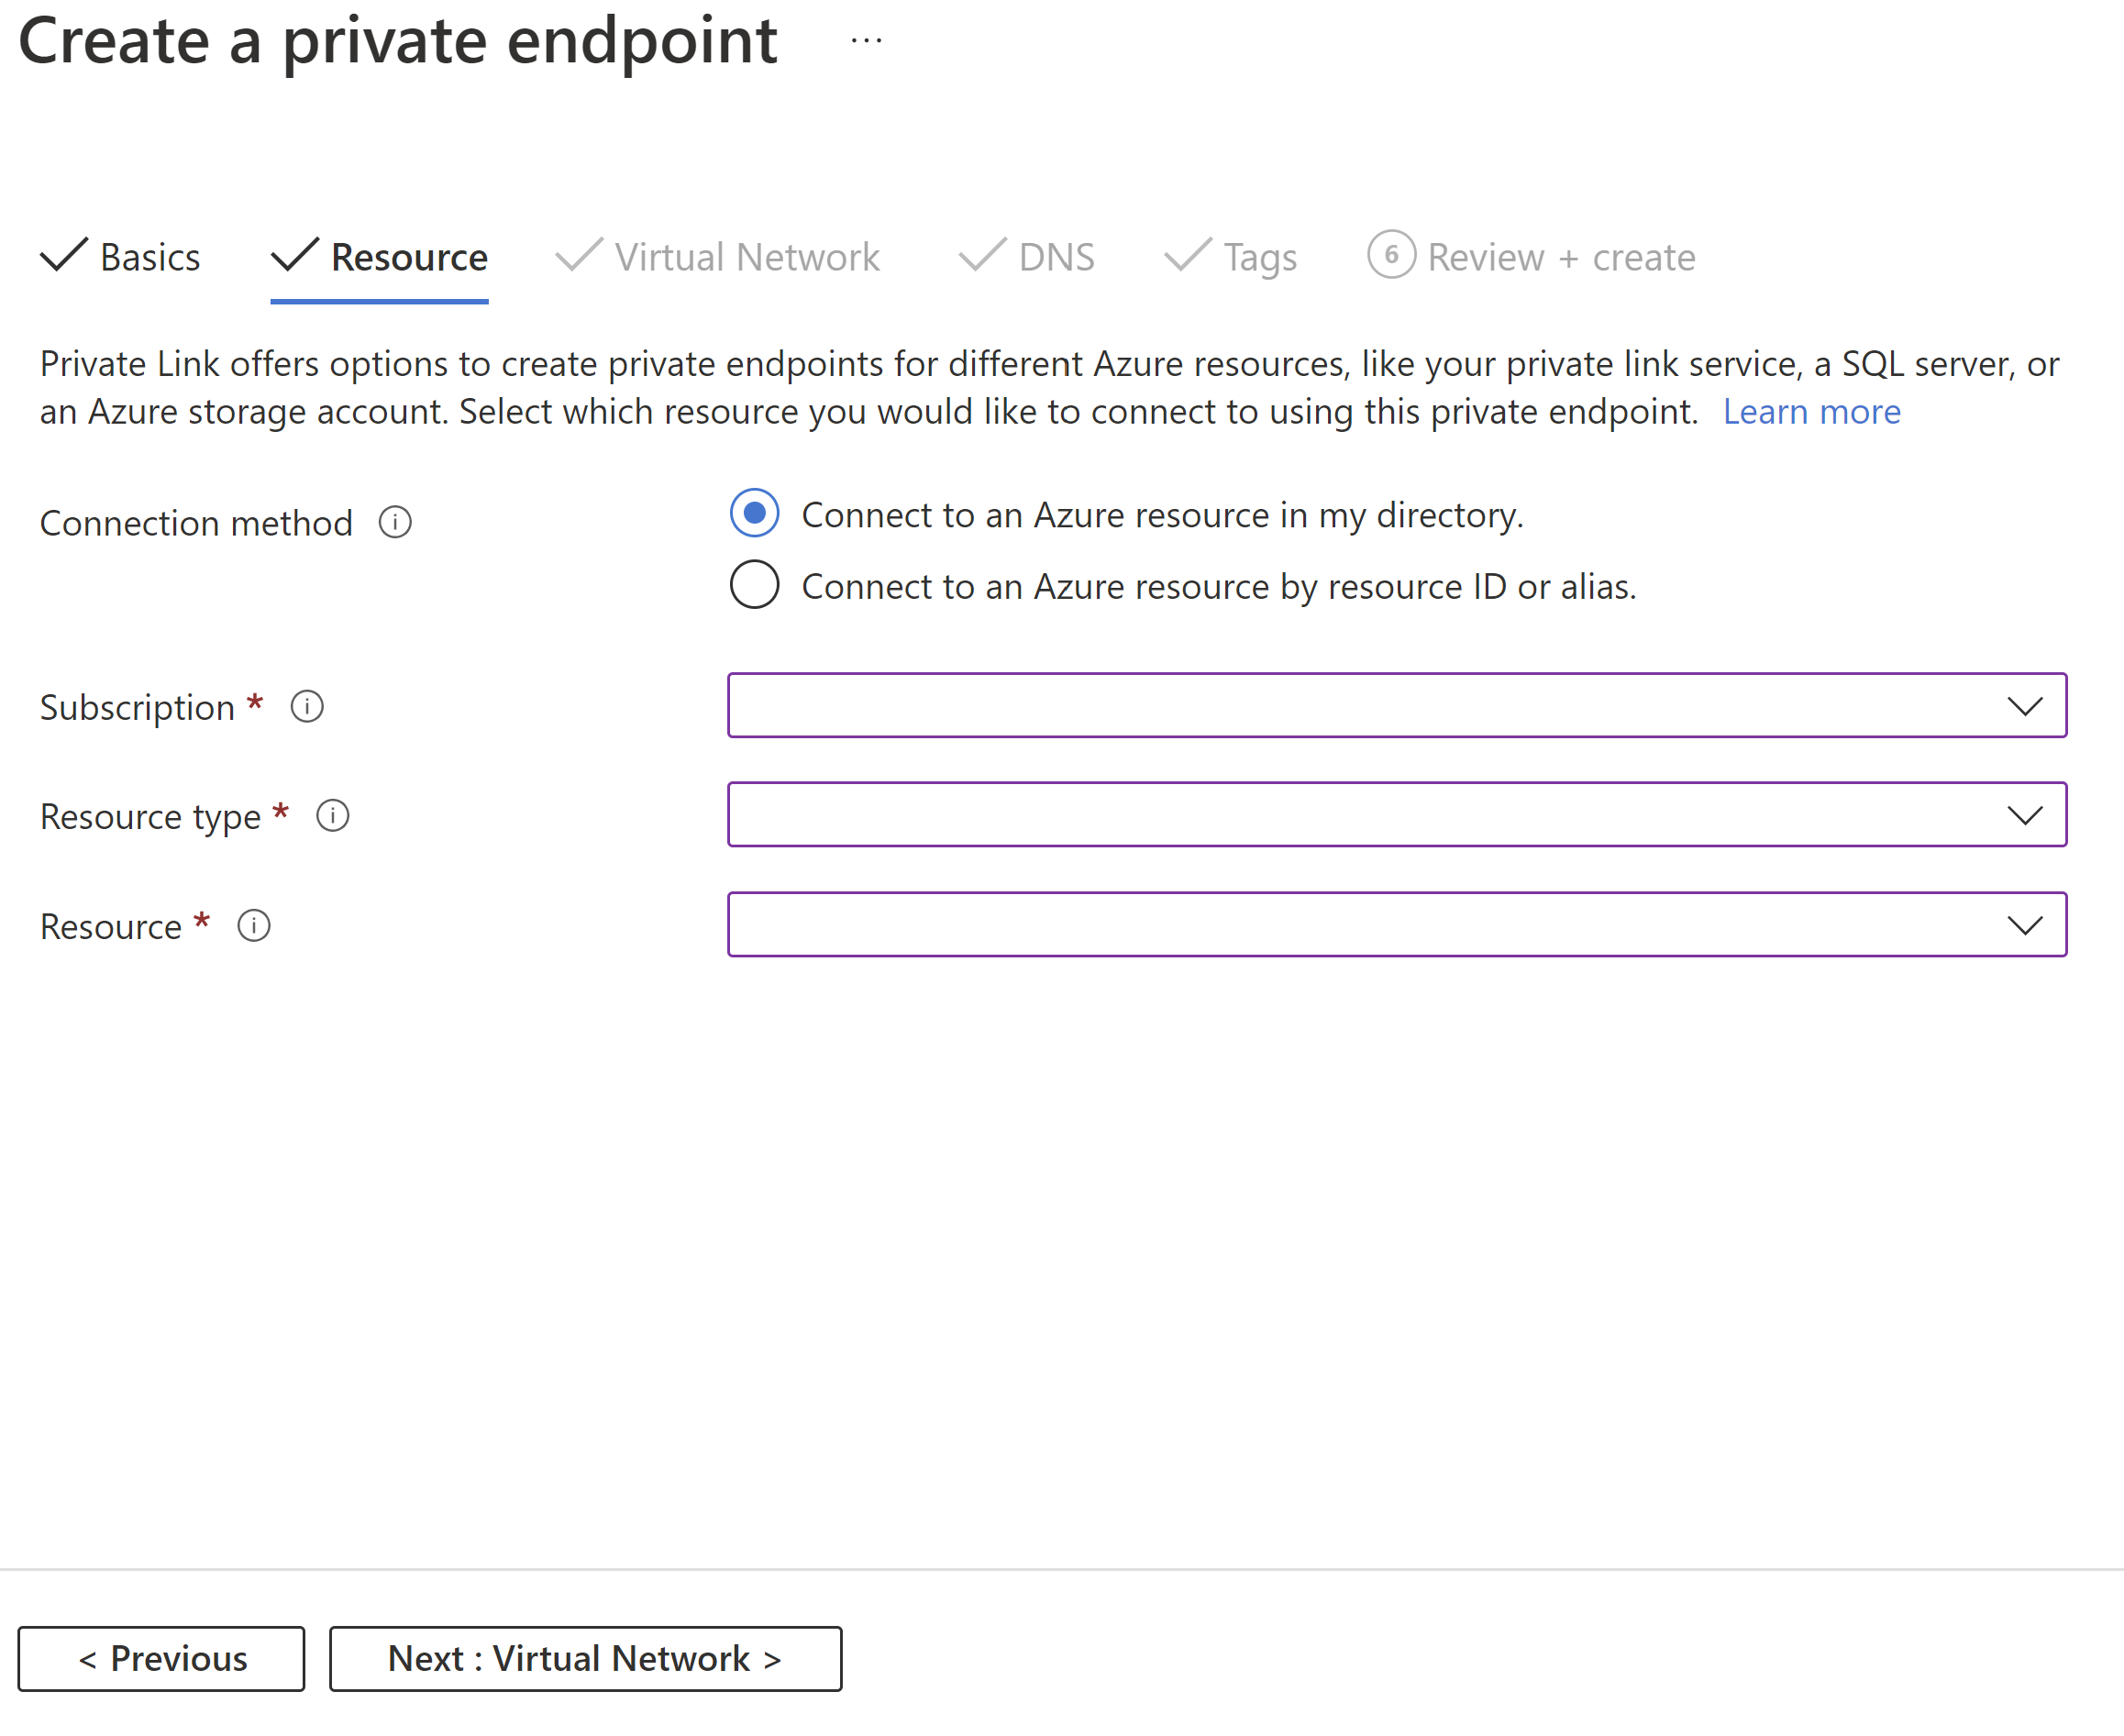 Create a private endpoint ...
Basics Resource Virtual Network DNS Tags 6 Review + create
Private Link offers options to create private endpoints for different Azure resources, like your private link service, a SQL server, or
an Azure storage account. Select which resource you would like to connect to using this private endpoint. Learn more
Connection method
Connect to an Azure resource in my directory.
Connect to an Azure resource by resource ID or alias.
Subscription *
Resource type *
Resource *
< Previous Next : Virtual Network >